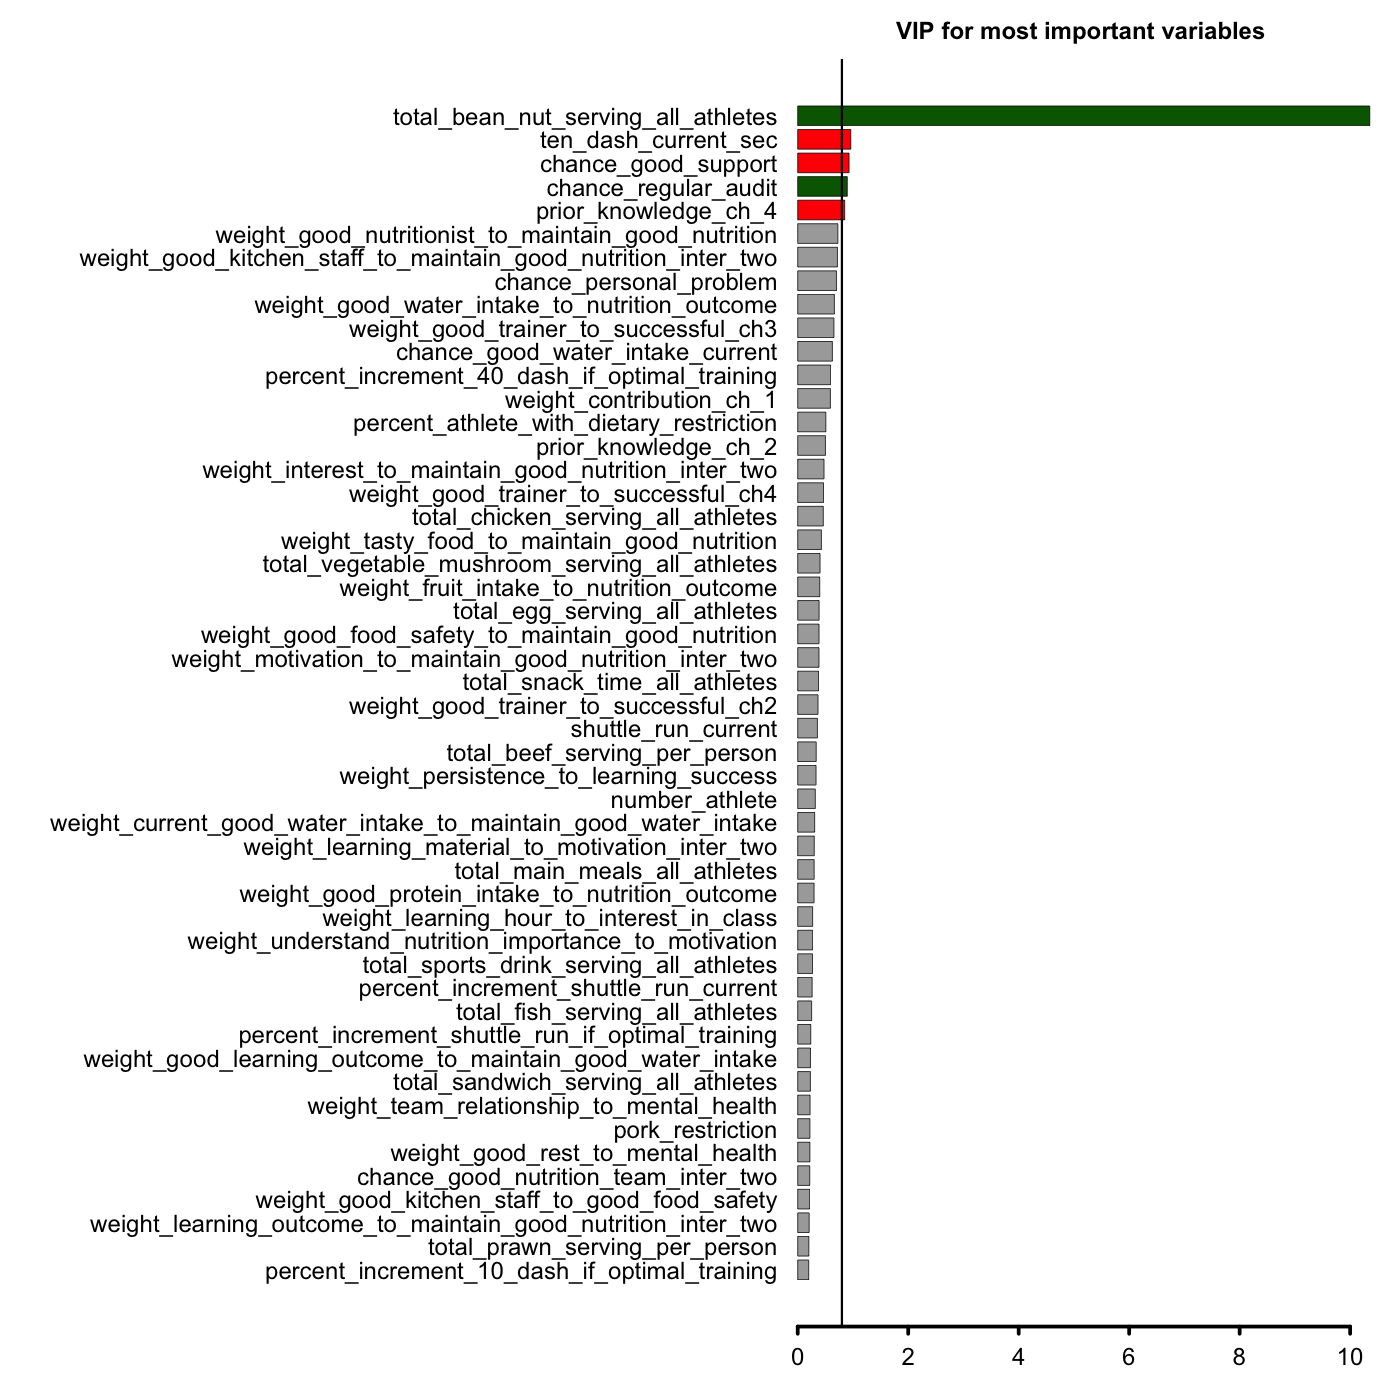 VIP for most important variables
total_bean_nut_serving_all_athletes
ten_dash_current_sec
chance_good_support
chance_regular_audit
prior_knowledge_ch_4
weight_good_nutritionist_to_maintain_good_nutrition
weight_good_kitchen_staff_to_maintain_good_nutrition_inter_two
chance_personal_problem
weight_good_water_intake_to_nutrition_outcome
weight_good_trainer_to_successful_ch3
chance_good_water_intake_current
percent_increment_40_dash_if_optimal_training
weight_contribution_ch_1
percent_athlete_with_dietary_restriction
prior_knowledge_ch_2
weight_interest_to_maintain_good_nutrition_inter_two
weight_good_trainer_to_successful_ch4
total_chicken_serving_all_athletes
weight_tasty_food_to_maintain_good_nutrition
total_vegetable_mushroom_serving_all_athletes
weight_fruit_intake_to_nutrition_outcome
total_egg_serving_all_athletes
weight_good_food_safety_to_maintain_good_nutrition
weight_motivation_to_maintain_good_nutrition_inter_two
total_snack_time_all_athletes
weight_good_trainer_to_successful_ch2
shuttle_run_current
total_beef_serving_per_person
weight_persistence_to_learning_success
number_athlete
weight_current_good_water_intake_to_maintain_good_water_intake
weight_learning_material_to_motivation_inter_two
total_main_meals_all_athletes
weight_good_protein_intake_to_nutrition_outcome
weight_learning_hour_to_interest_in_class
weight_understand_nutrition_importance_to_motivation
total_sports_drink_serving_all_athletes
percent_increment_shuttle_run_current
total_fish_serving_all_athletes
percent_increment_shuttle_run_if_optimal_training
weight_good_learning_outcome_to_maintain_good_water_intake
total_sandwich_serving_all_athletes
weight_team_relationship_to_mental_health
pork_restriction
weight_good_rest_to_mental_health
chance_good_nutrition_team_inter_two
weight_good_kitchen_staff_to_good_food_safety
weight_learning_outcome_to_maintain_good_nutrition_inter_two
total_prawn_serving_per_person
percent_increment_10_dash_if_optimal_training
0 2 4 6 8 10